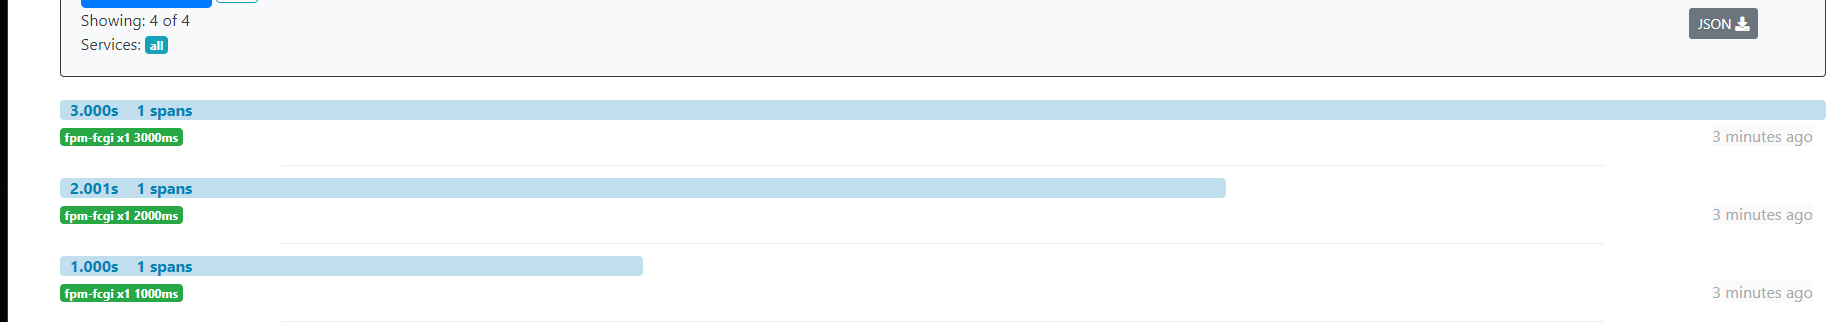 Showing: 4 of 4
JSON
Services: all
3.000s 1 spans
fpm-fcgi x1 3000ms
3 minutes ago
2.001s 1 spans
fpm-fcgi x1 2000ms
3 minutes ago
1.000s 1 spans
fpm-fcgi x1 1000ms
3 minutes ago